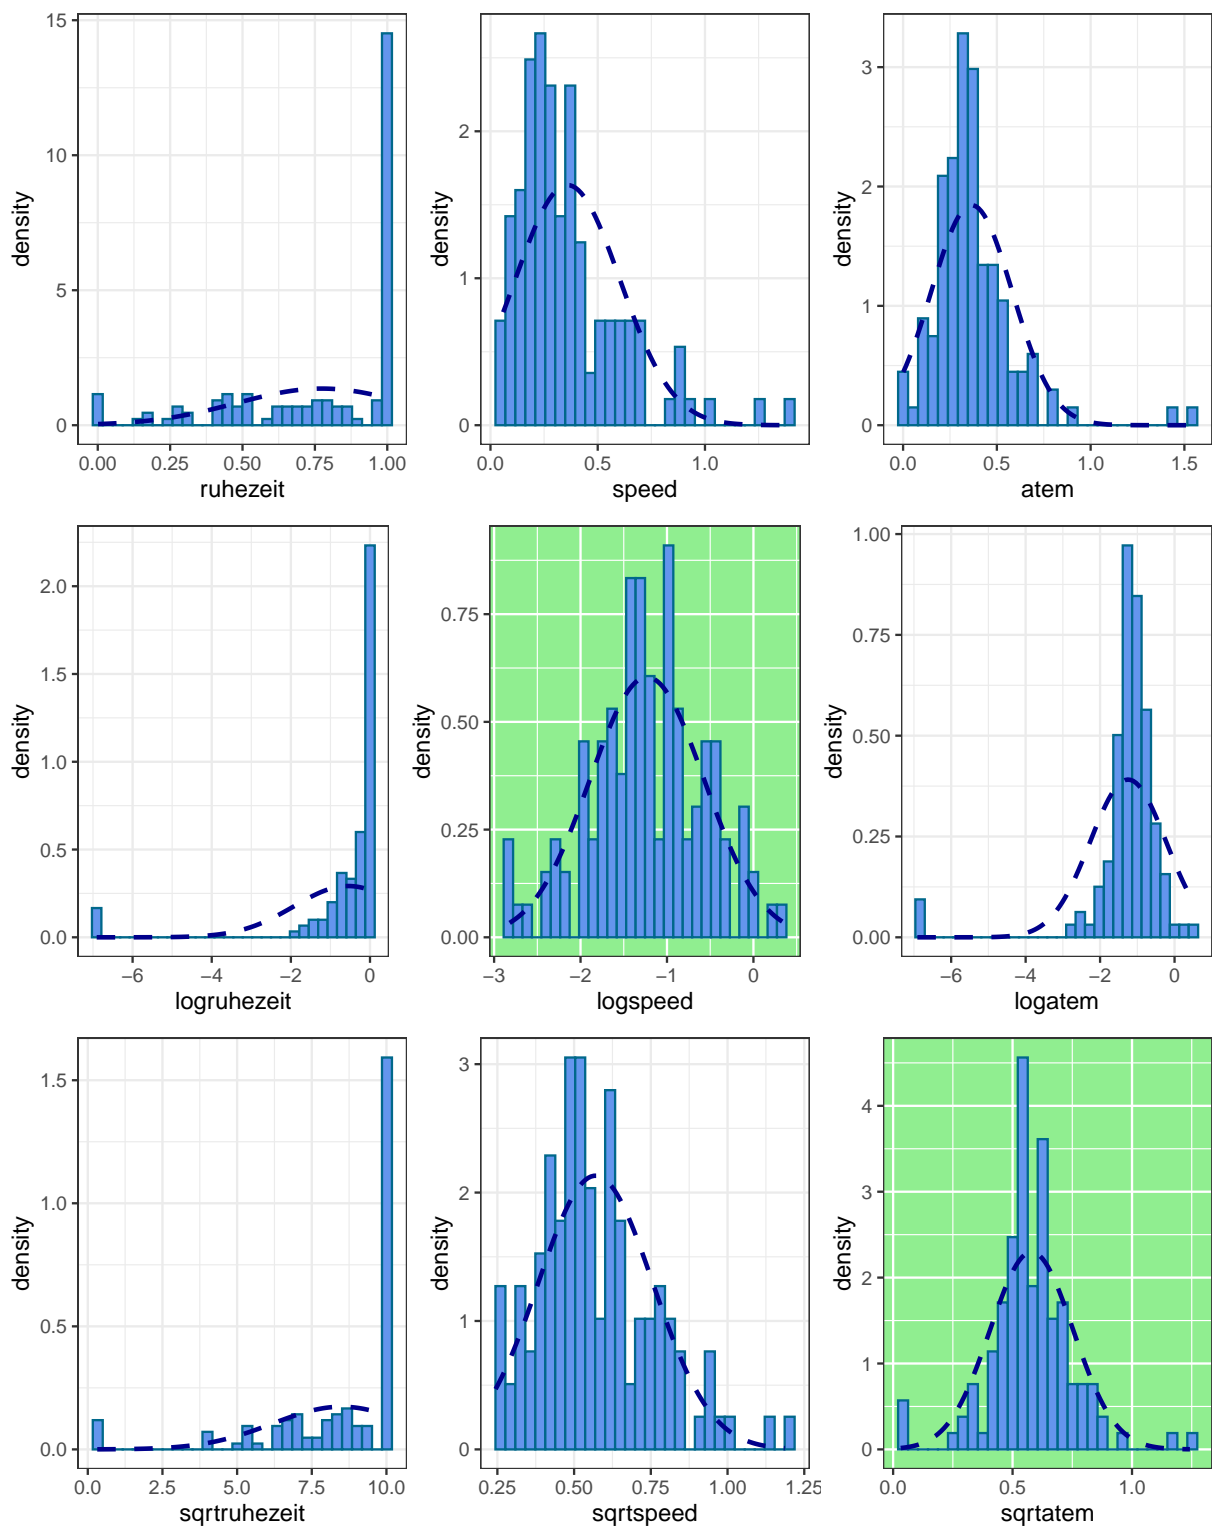 15
10
5
0
density
0.00 0.25 0.50 0.75 1.00
ruhezeit
2
1
0
density
0.0 0.5 1.0
speed
3
2
1
0
density
0.0 0.5 1.0 1.5
atem
2.0
1.5
1.0
0.5
0.0
density
−6 −4 −2 0
logruhezeit
0.75
0.50
0.25
0.00
density
−3 −2 −1 0
logspeed
1.00
0.75
0.50
0.25
0.00
density
−6 −4 −2 0
logatem
1.5
1.0
0.5
0.0
density
0.0 2.5 5.0 7.5 10.0
sqrtruhezeit
3
2
1
0
density
0.25 0.50 0.75 1.00 1.25
sqrtspeed
4
3
2
1
0
density
0.0 0.5 1.0
sqrtatem